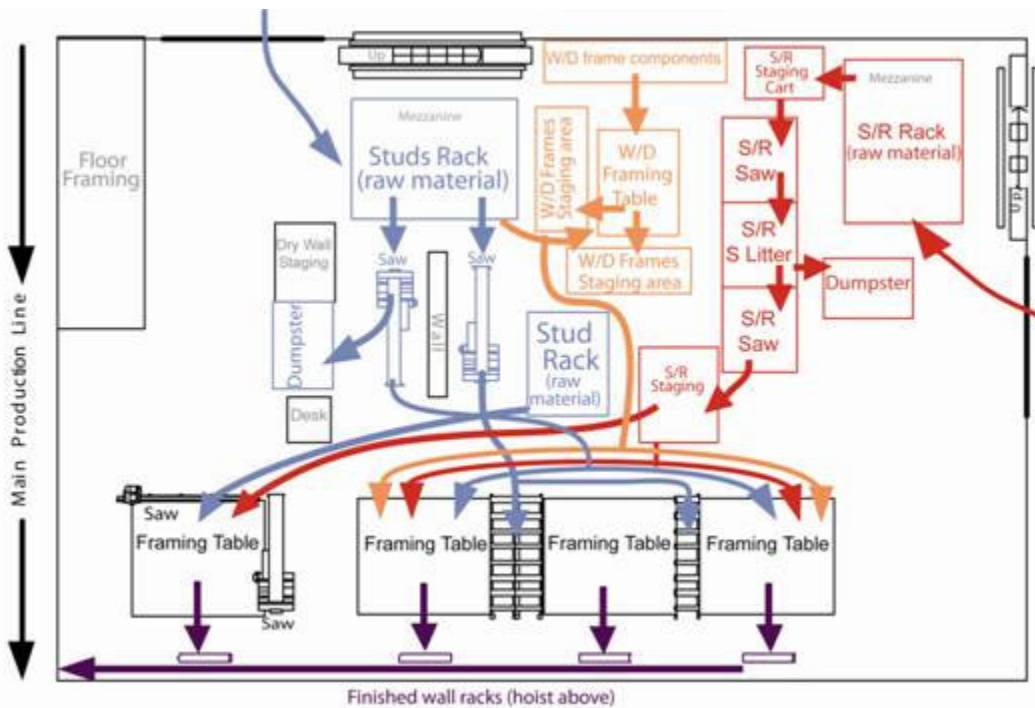 Main Production Line
Floor
Framing
Up
Mezzanine
Studs Rack
(raw material)
W/D frame components
W/D Frames
Staging area
W/D
Framing
Table
W/D Frames
Staging area
S/R
Staging
Cart
Mezzanine
S/R Rack
(raw material)
Up
S/R
Saw
S/R
S Litter
S/R
Saw
Dumpster
Dry Wall
Staging
Dumpster
Desk
Saw
Wall
Saw
Stud
Rack
(raw
material)
S/R
Staging
Saw
Framing Table
Saw
Framing Table
Framing Table
Framing Table
Finished wall racks (hoist above)